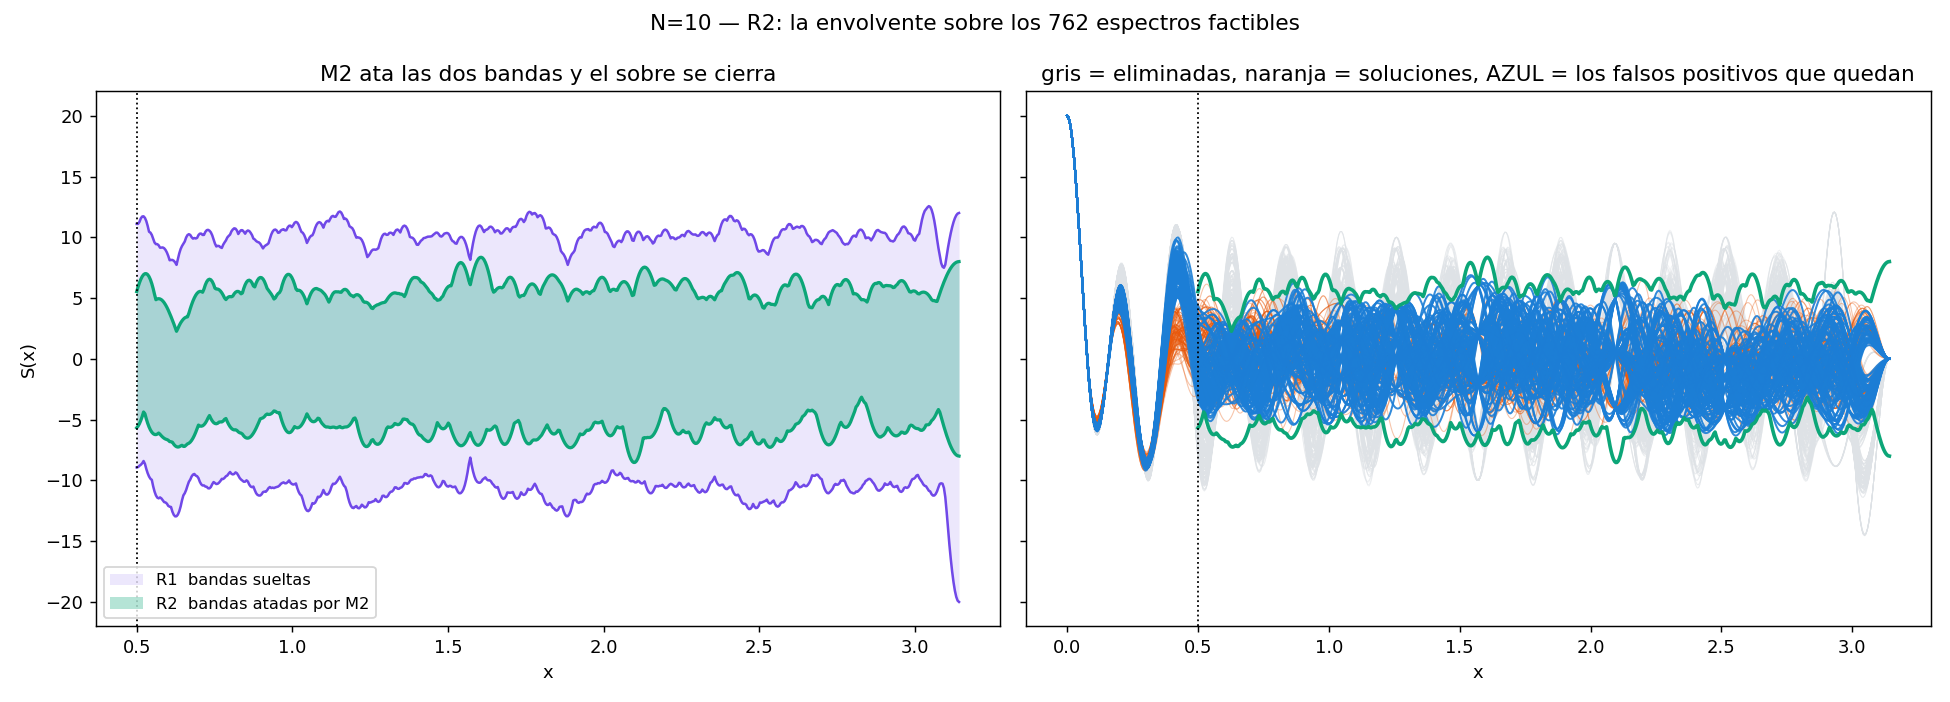 N=10 — R2: la envolvente sobre los 762 espectros factibles
M2 ata las dos bandas y el sobre se cierra
S(x)
20
15
10
5
0
−5
−10
−15
−20
R1  bandas sueltas
R2  bandas atadas por M2
0.5
1.0
1.5
2.0
2.5
3.0
x
gris = eliminadas, naranja = soluciones, AZUL = los falsos positivos que quedan
0.0
0.5
1.0
1.5
2.0
2.5
3.0
x